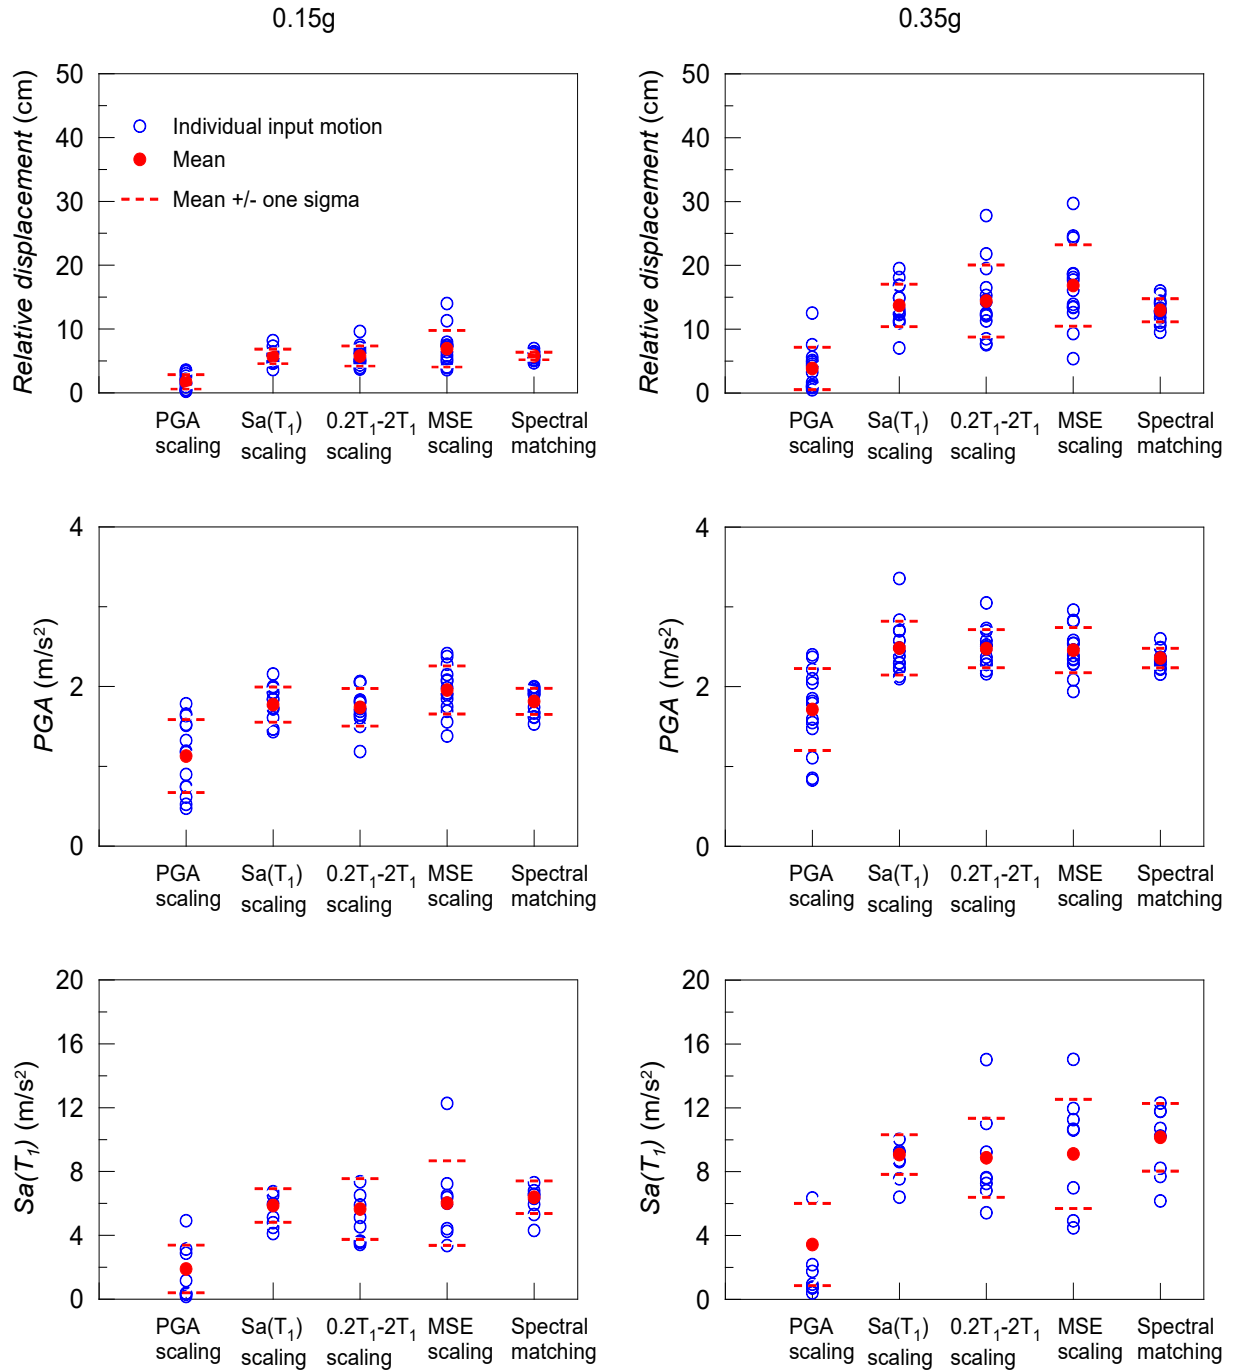 0.15g
0.35g
Relative displacement (cm)
50
40
30
20
10
0
Individual input motion
Mean
Mean +/- one sigma
PGA scaling
Sa(T₁) scaling
0.2T₁-2T₁ scaling
MSE scaling
Spectral matching
Relative displacement (cm)
50
40
30
20
10
0
PGA scaling
Sa(T₁) scaling
0.2T₁-2T₁ scaling
MSE scaling
Spectral matching
PGA (m/s²)
4
2
0
PGA scaling
Sa(T₁) scaling
0.2T₁-2T₁ scaling
MSE scaling
Spectral matching
PGA (m/s²)
4
2
0
PGA scaling
Sa(T₁) scaling
0.2T₁-2T₁ scaling
MSE scaling
Spectral matching
Sa(T₁) (m/s²)
20
16
12
8
4
0
PGA scaling
Sa(T₁) scaling
0.2T₁-2T₁ scaling
MSE scaling
Spectral matching
Sa(T₁) (m/s²)
20
16
12
8
4
0
PGA scaling
Sa(T₁) scaling
0.2T₁-2T₁ scaling
MSE scaling
Spectral matching